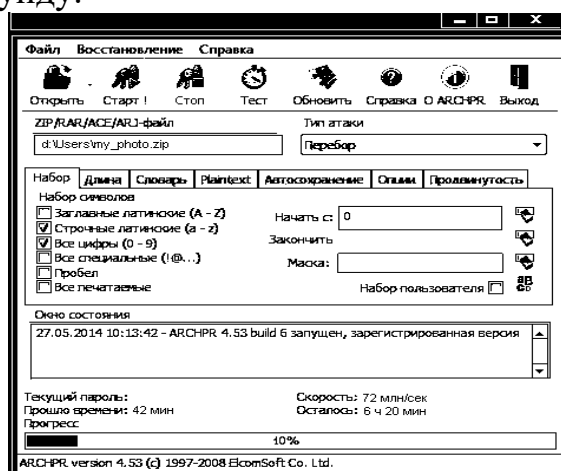 унду.
Файл Восстановление Справка
Открыть Старт ! Стоп Тест Обновить Справка О ARCHPR Выход
ZIP/RAR/ACE/ARJ-файл Тип атаки
d:\Users\my_photo.zip Перебор
Набор Длина Словарь Plaintext Автосохранение Опции Продвинутость
Набор символов
Заглавные латинские (A - Z) Начать с: 0
Строчные латинские (a - z)
Все цифры (0 - 9) Закончить
Все специальные (!@...) Маска:
Пробел
Все печатаемые Набор пользователя
Окно состояния
27.05.2014 10:13:42 - ARCHPR 4.53 build 6 запущен, зарегистрированная версия
Текущий пароль: Скорость: 72 млн/сек
Прошло времени: 42 мин Осталось: 6 ч 20 мин
Прогресс
10%
ARCHPR version 4.53 (c) 1997-2008 ElcomSoft Co. Ltd.